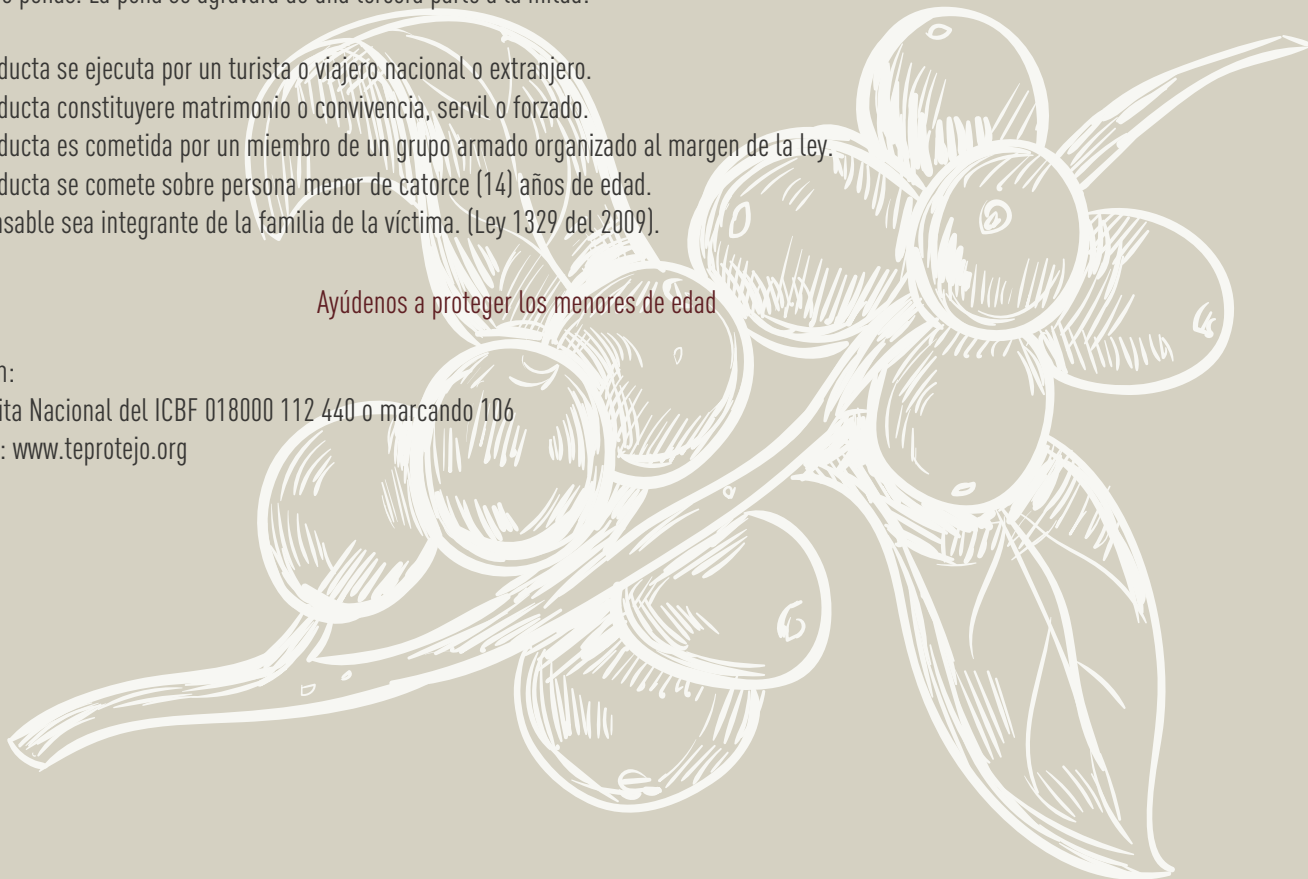 La pena se agravará de una tercera parte a la mitad:
ducta se ejecuta por un turista o viajero nacional o extranjero.
ducta constituyere matrimonio o convivencia, servil o forzado.
ducta es cometida por un miembro de un grupo armado organizado al margen de la ley.
ducta se comete sobre persona menor de catorce (14) años de edad.
nsable sea integrante de la familia de la víctima. (Ley 1329 del 2009).
Ayúdenos a proteger los menores de edad
n:
ita Nacional del ICBF 018000 112 440 o marcando 106
: www.teprotejo.org